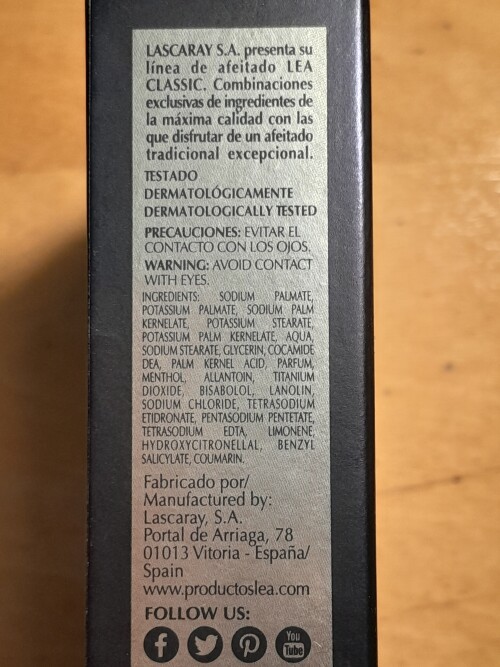 LASCARAY S.A. presenta su
línea de afeitado LEA
CLASSIC. Combinaciones
exclusivas de ingredientes de
la máxima calidad con las
que disfrutar de un afeitado
tradicional excepcional.
TESTADO
DERMATOLÓGICAMENTE
DERMATOLOGICALLY TESTED
PRECAUCIONES: EVITAR EL
CONTACTO CON LOS OJOS.
WARNING: AVOID CONTACT
WITH EYES.
INGREDIENTS: SODIUM PALMATE,
POTASSIUM PALMATE, SODIUM PALM
KERNELATE, POTASSIUM STEARATE,
POTASSIUM PALM KERNELATE, AQUA,
SODIUM STEARATE, GLYCERIN, COCAMIDE
DEA, PALM KERNEL ACID, PARFUM,
MENTHOL, ALLANTOIN, TITANIUM
DIOXIDE, BISABOLOL, LANOLIN,
SODIUM CHLORIDE, TETRASODIUM
ETIDRONATE, PENTASODIUM PENTETATE,
TETRASODIUM EDTA, LIMONENE,
HYDROXYCITRONELLAL, BENZYL
SALICYLATE, COUMARIN.
Fabricado por/
Manufactured by:
Lascaray, S.A.
Portal de Arriaga, 78
01013 Vitoria - España/
Spain
www.productoslea.com
FOLLOW US:
You
Tube